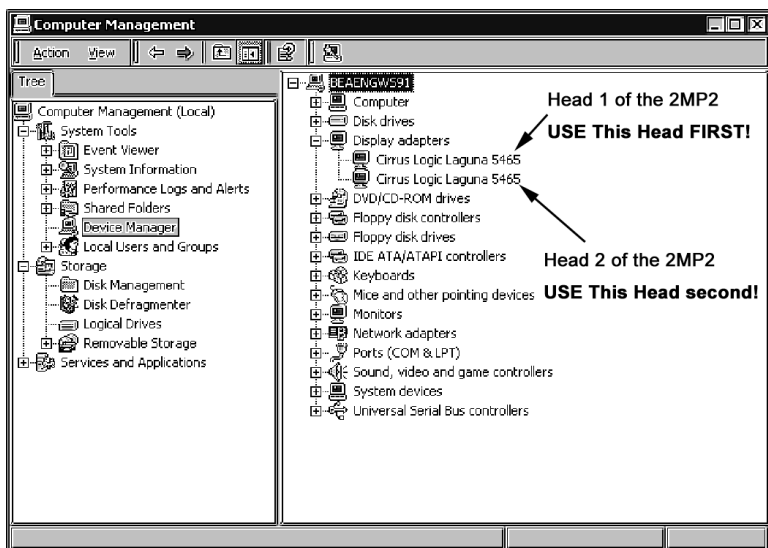 Computer Management
Action View
Tree
Computer Management (Local)
System Tools
Event Viewer
System Information
Performance Logs and Alerts
Shared Folders
Device Manager
Local Users and Groups
Storage
Disk Management
Disk Defragmenter
Logical Drives
Removable Storage
Services and Applications
BEAENGWS91
Computer
Disk drives
Display adapters
Cirrus Logic Laguna 5465
Cirrus Logic Laguna 5465
DVD/CD-ROM drives
Floppy disk controllers
Floppy disk drives
IDE ATA/ATAPI controllers
Keyboards
Mice and other pointing devices
Monitors
Network adapters
Ports (COM & LPT)
Sound, video and game controllers
System devices
Universal Serial Bus controllers
Head 1 of the 2MP2
USE This Head FIRST!
Head 2 of the 2MP2
USE This Head second!